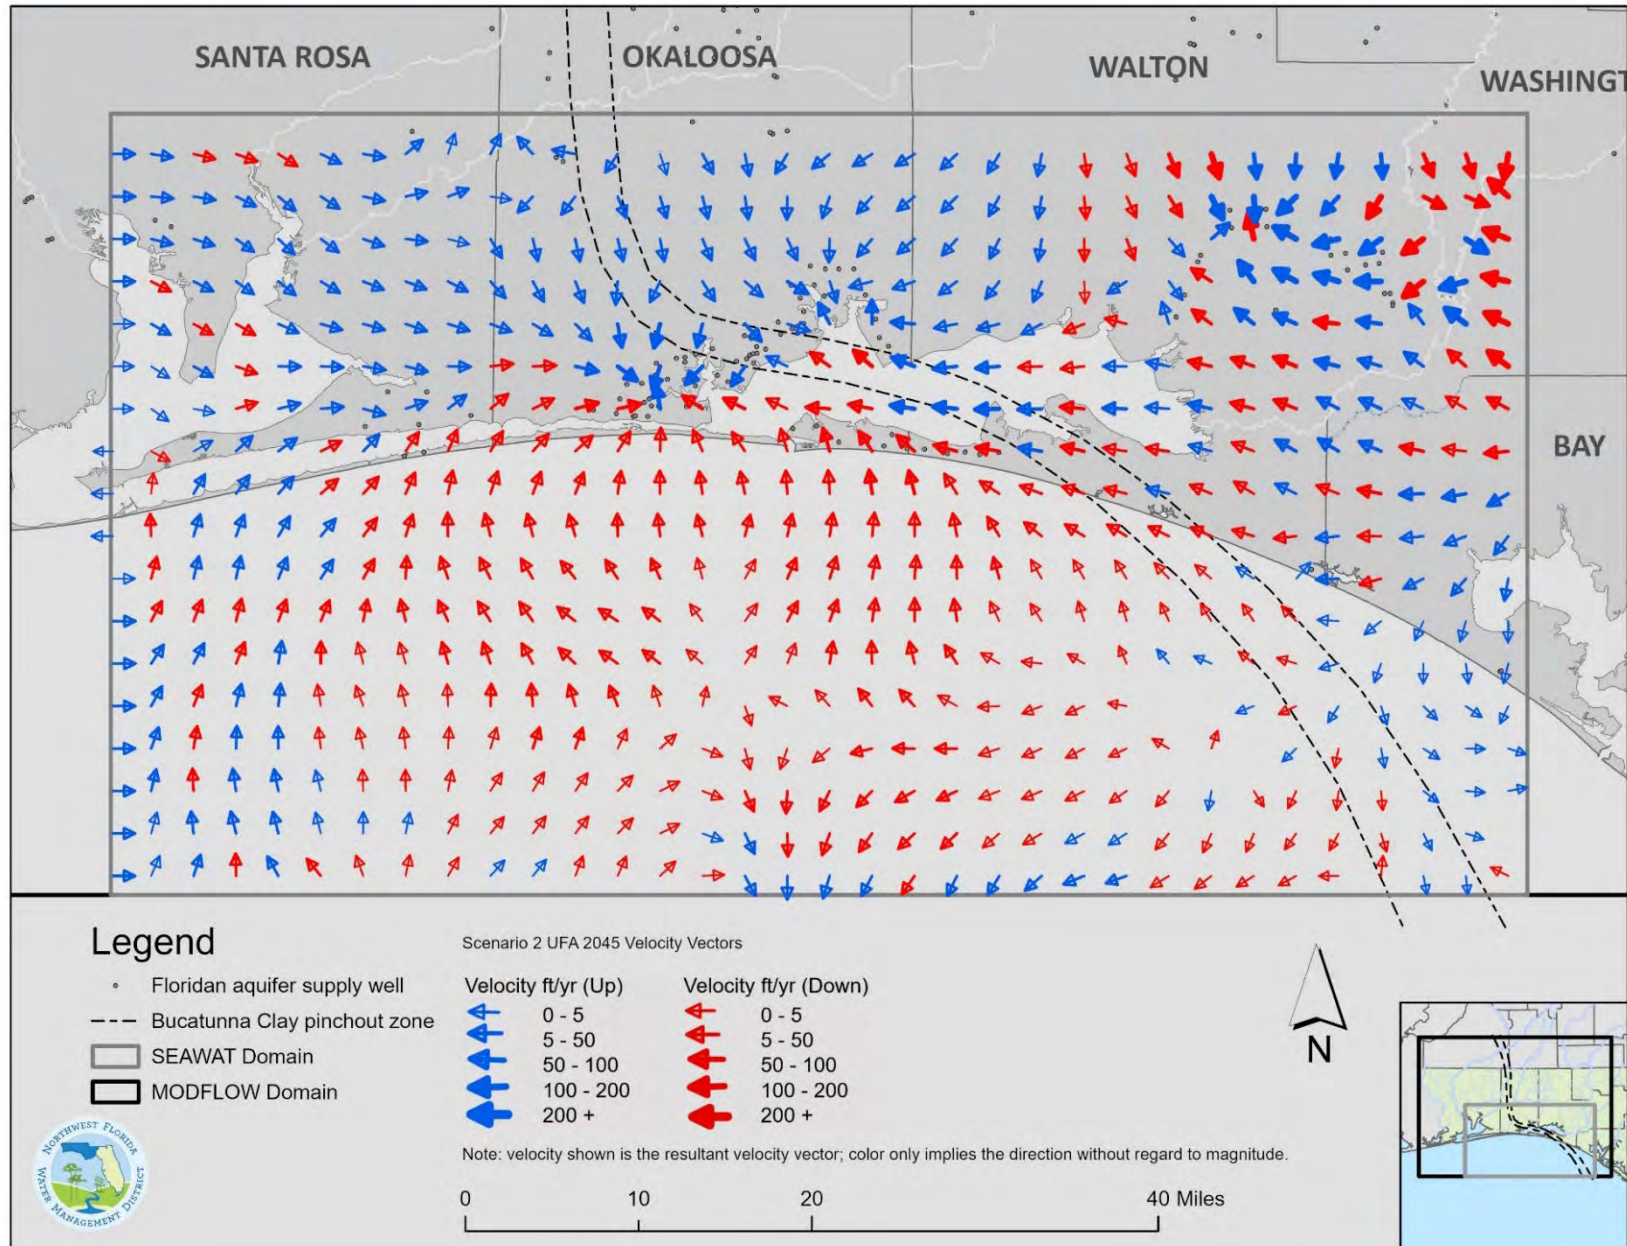 SANTA ROSA
OKALOOSA
WALTON
WASHINGT
BAY
Legend
Floridan aquifer supply well
Bucatunna Clay pinchout zone
SEAWAT Domain
MODFLOW Domain
Scenario 2 UFA 2045 Velocity Vectors
Velocity ft/yr (Up)
0 - 5
5 - 50
50 - 100
100 - 200
200 +
Velocity ft/yr (Down)
0 - 5
5 - 50
50 - 100
100 - 200
200 +
Note: velocity shown is the resultant velocity vector; color only implies the direction without regard to magnitude.
0 10 20 40 Miles
N
NORTHWEST FLORIDA
WATER MANAGEMENT DISTRICT